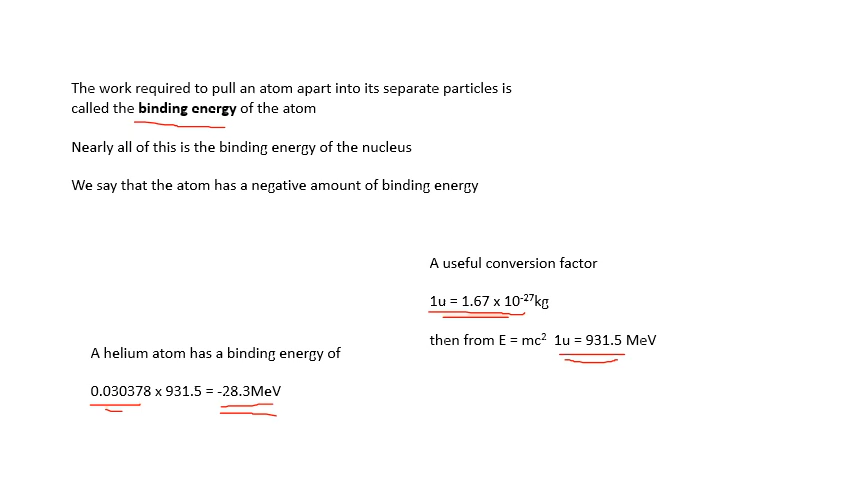 The work required to pull an atom apart into its separate particles is
called the binding energy of the atom
Nearly all of this is the binding energy of the nucleus
We say that the atom has a negative amount of binding energy
A useful conversion factor
1u = 1.67 x 10⁻²⁷kg
then from E = mc² 1u = 931.5 MeV
A helium atom has a binding energy of
0.030378 x 931.5 = -28.3MeV